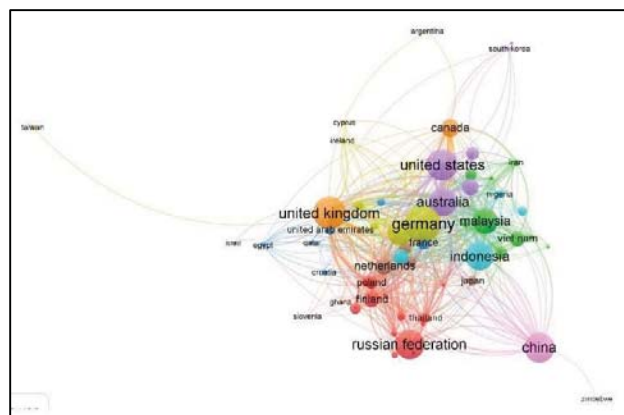 argentina
south korea
taiwan
cyprus
canada
ireland
united states
iran
nigeria
australia
united kingdom
germany
malaysia
united arab emirates
viet nam
israel
egypt
qatar
france
indonesia
croatia
netherlands
japan
poland
finland
ghana
slovenia
thailand
russian federation
china
zimbabwe